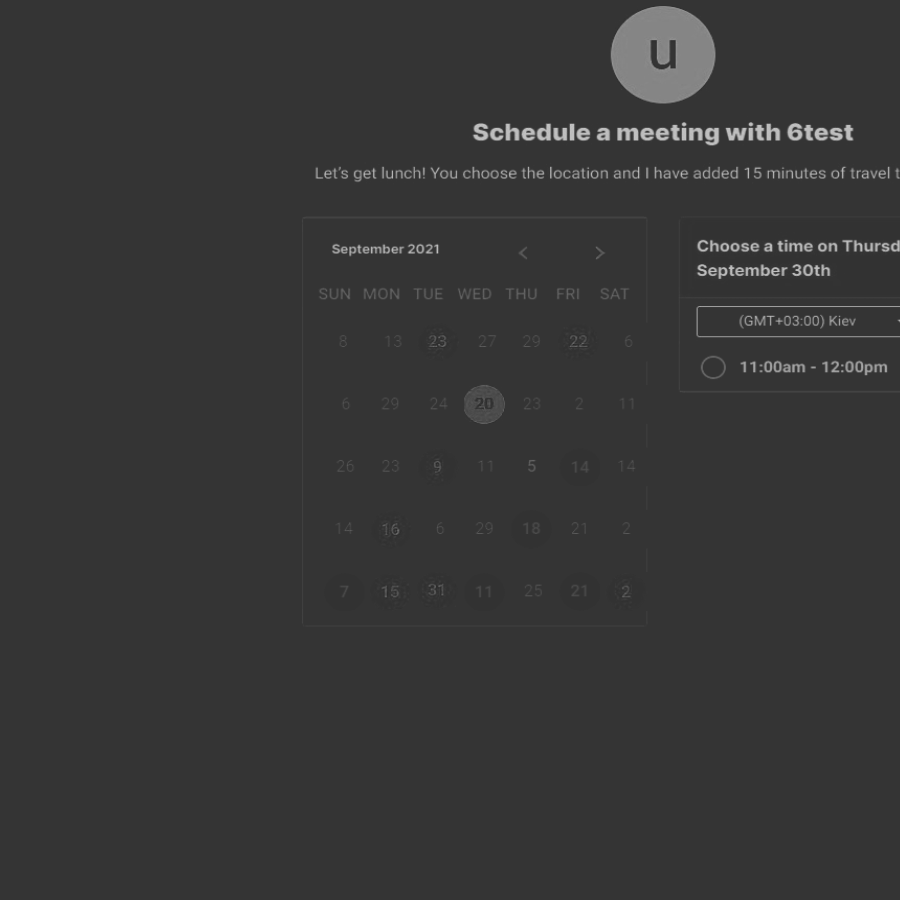 u
Schedule a meeting with 6test
Let's get lunch! You choose the location and I have added 15 minutes of travel t
September 2021
SUN MON TUE WED THU FRI SAT
8 13 23 27 29 22 6
6 29 24 20 23 2 11
26 23 9 11 5 14 14
14 16 6 29 18 21 2
7 15 31 11 25 21 2
Choose a time on Thursd
September 30th
(GMT+03:00) Kiev
11:00am - 12:00pm